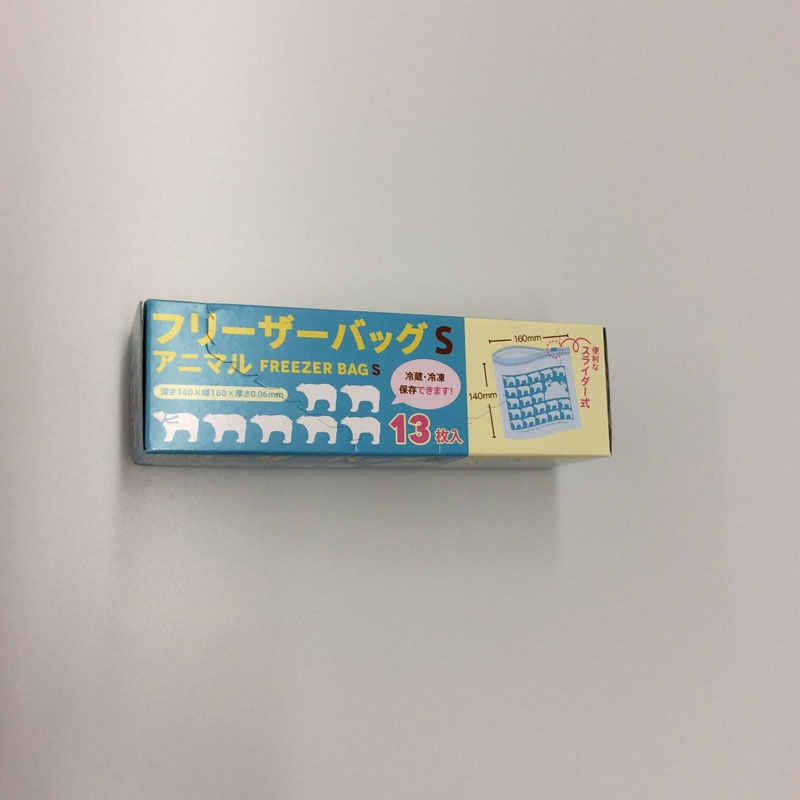 フリーザーバッグ S
アニマル FREEZER BAG S
深さ140×幅160×厚さ0.06mm
冷蔵・冷凍
保存できます!
13枚入
160mm
140mm
便利な
スライダー式